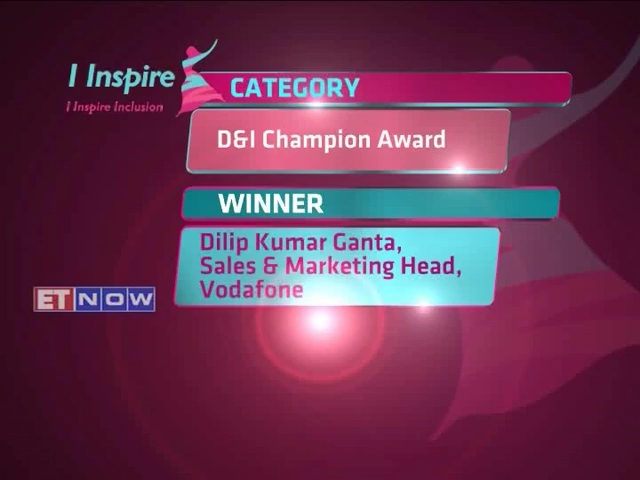 I Inspire
I Inspire Inclusion
CATEGORY
D&I Champion Award
WINNER
Dilip Kumar Ganta,
Sales & Marketing Head,
Vodafone
ET NOW